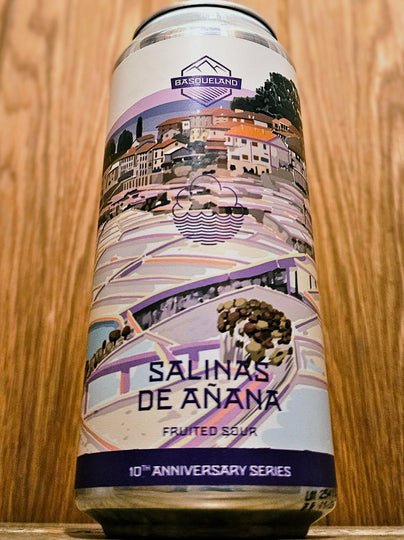 BASQUELAND
SALINAS
DE AÑANA
FRUITED SOUR
10TH ANNIVERSARY SERIES